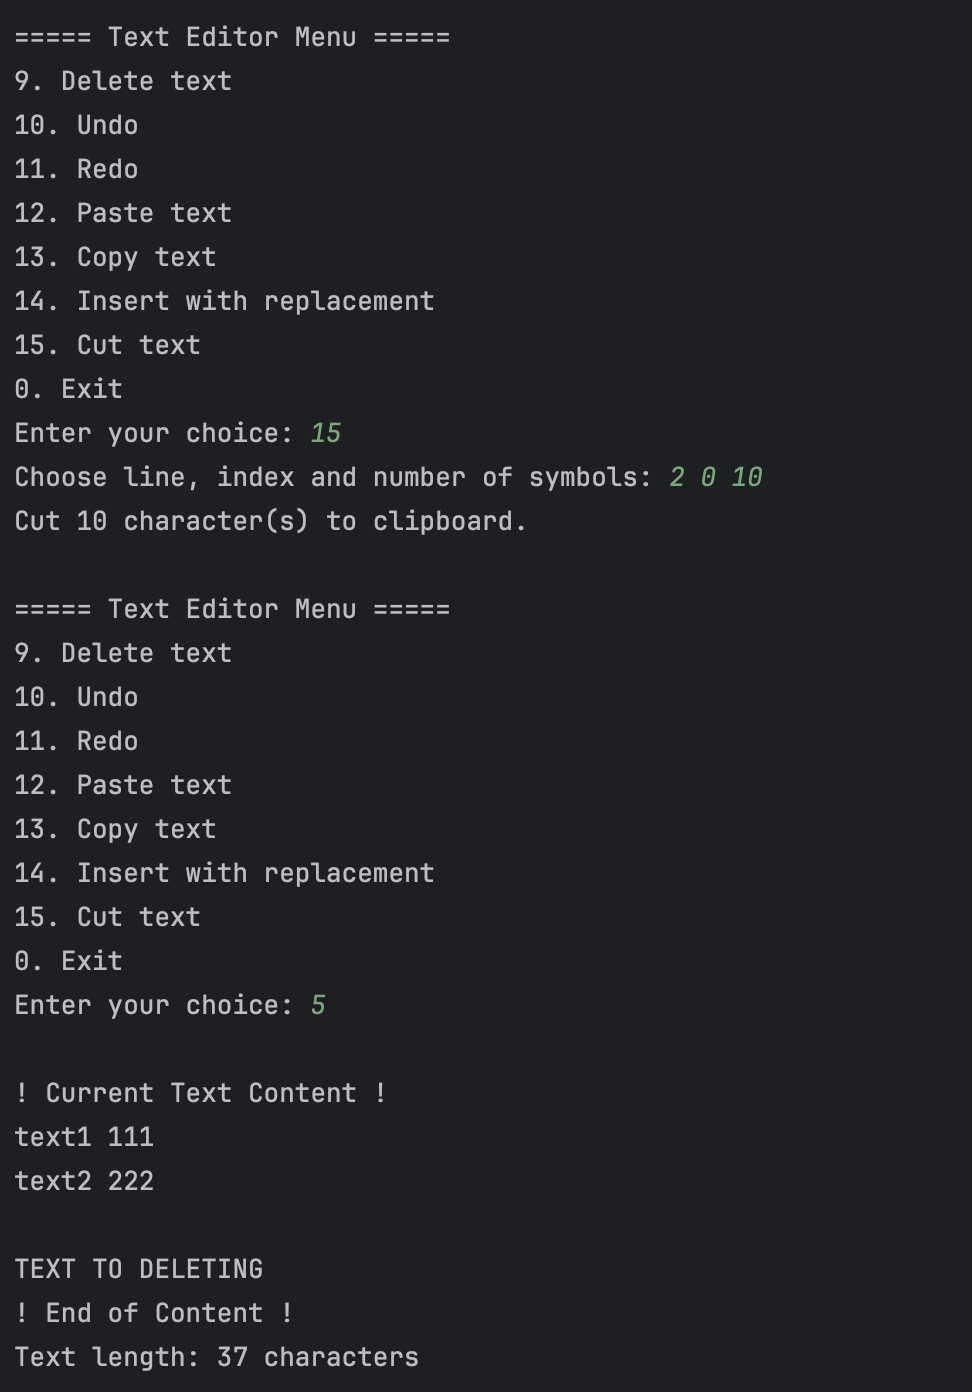 ===== Text Editor Menu =====
9. Delete text
10. Undo
11. Redo
12. Paste text
13. Copy text
14. Insert with replacement
15. Cut text
0. Exit
Enter your choice: 15
Choose line, index and number of symbols: 2 0 10
Cut 10 character(s) to clipboard.

===== Text Editor Menu =====
9. Delete text
10. Undo
11. Redo
12. Paste text
13. Copy text
14. Insert with replacement
15. Cut text
0. Exit
Enter your choice: 5

! Current Text Content !
text1 111
text2 222

TEXT TO DELETING
! End of Content !
Text length: 37 characters